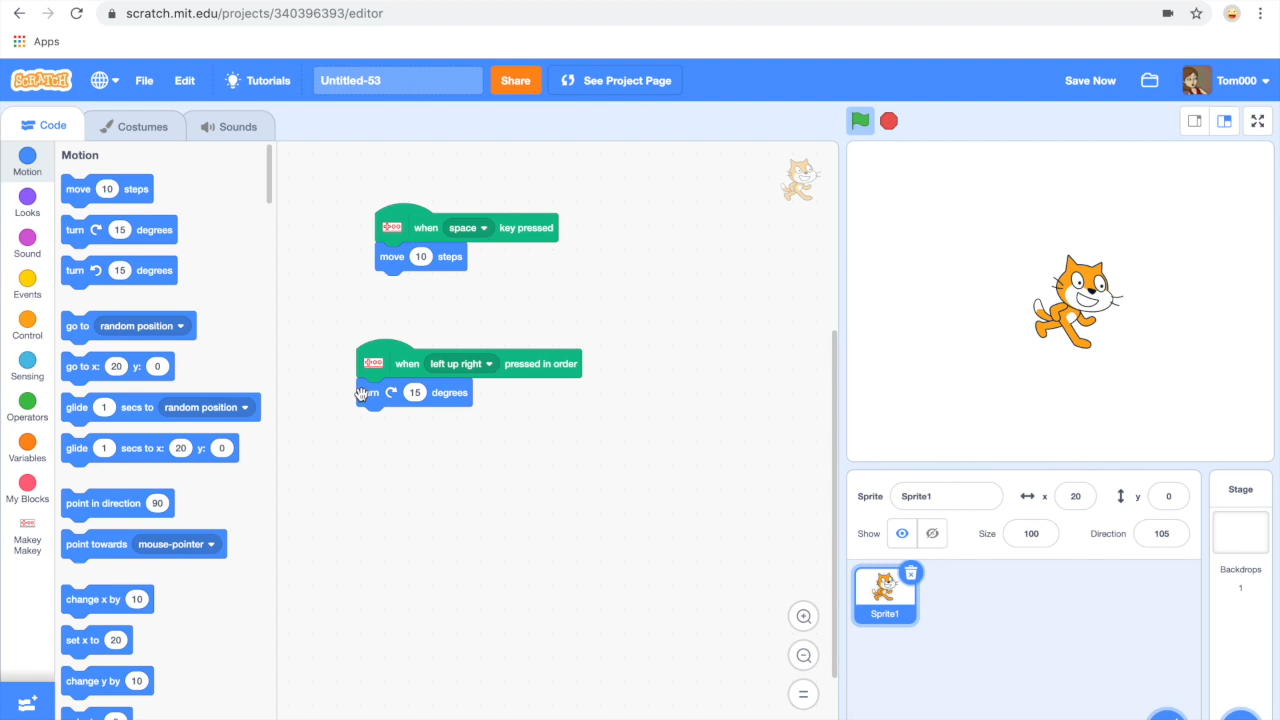 scratch.mit.edu/projects/340396393/editor
Apps
SCRATCH
File
Edit
Tutorials
Untitled-53
Share
See Project Page
Save Now
Tom000
Code
Costumes
Sounds
Motion
Looks
Sound
Events
Control
Sensing
Operators
Variables
My Blocks
Makey
Makey
Motion
move 10 steps
turn 15 degrees
turn 15 degrees
go to random position
go to x: 20 y: 0
glide 1 secs to random position
glide 1 secs to x: 20 y: 0
point in direction 90
point towards mouse-pointer
change x by 10
set x to 20
change y by 10
when space key pressed
move 10 steps
when left up right pressed in order
turn 15 degrees
Sprite Sprite1 x 20 y 0
Show Size 100 Direction 105
Sprite1
Stage
Backdrops
1